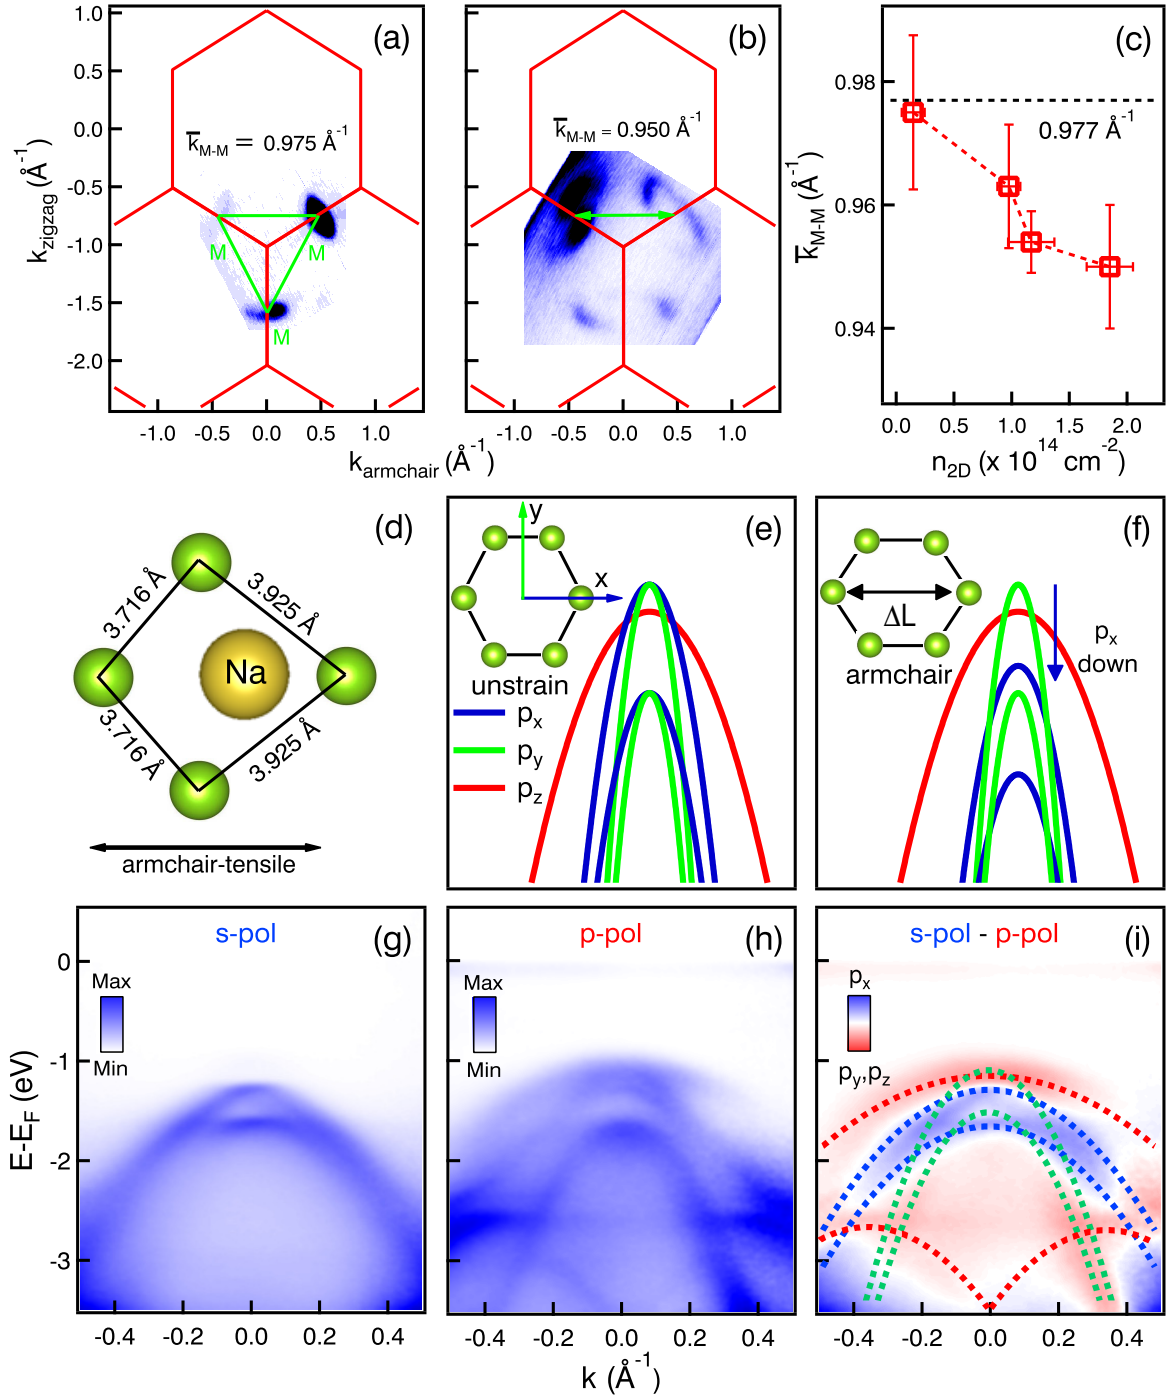 (a)
1.0
0.5
0.0
-0.5
-1.0
-1.5
-2.0
k_zigzag (Å⁻¹)
k̅_M-M = 0.975 Å⁻¹
M
M
M
-1.0
-0.5
0.0
0.5
1.0
(b)
k̅_M-M = 0.950 Å⁻¹
-1.0
-0.5
0.0
0.5
1.0
k_armchair (Å⁻¹)
(c)
0.98
0.96
0.94
k̅_M-M (Å⁻¹)
0.977 Å⁻¹
0.0
0.5
1.0
1.5
2.0
n_2D (x 10¹⁴ cm⁻²)
(d)
3.716 Å
3.925 Å
Na
3.716 Å
3.925 Å
armchair-tensile
(e)
y
x
unstrain
p_x
p_y
p_z
(f)
ΔL
armchair
p_x
down
s-pol
(g)
Max
Min
0
-1
-2
-3
E-E_F (eV)
-0.4
-0.2
0.0
0.2
0.4
p-pol
(h)
Max
Min
-0.4
-0.2
0.0
0.2
0.4
k (Å⁻¹)
s-pol - p-pol
(i)
p_x
p_y,p_z
-0.4
-0.2
0.0
0.2
0.4